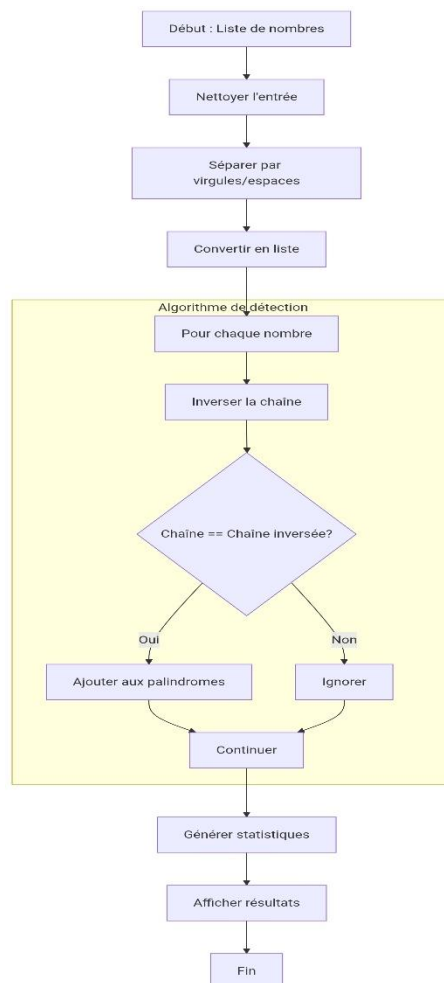 Début : Liste de nombres
Nettoyer l'entrée
Séparer par
virgules/espaces
Convertir en liste
Algorithme de détection
Pour chaque nombre
Inverser la chaîne
Chaîne == Chaîne inversée?
Oui
Non
Ajouter aux palindromes
Ignorer
Continuer
Générer statistiques
Afficher résultats
Fin